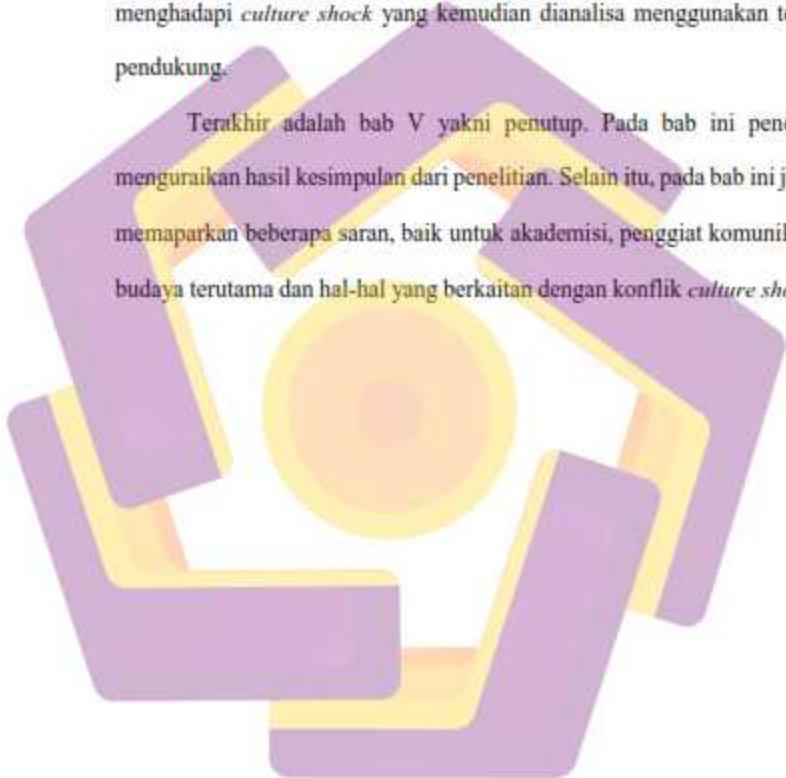 menghadapi culture shock yang kemudian dianalisa menggunakan
pendukung.
Terakhir adalah bab V yakni penutup. Pada bab ini
menguraikan hasil kesimpulan dari penelitian. Selain itu, pada bab ini
memaparkan beberapa saran, baik untuk akademisi, penggiat
budaya terutama dan hal-hal yang berkaitan dengan konflik culture